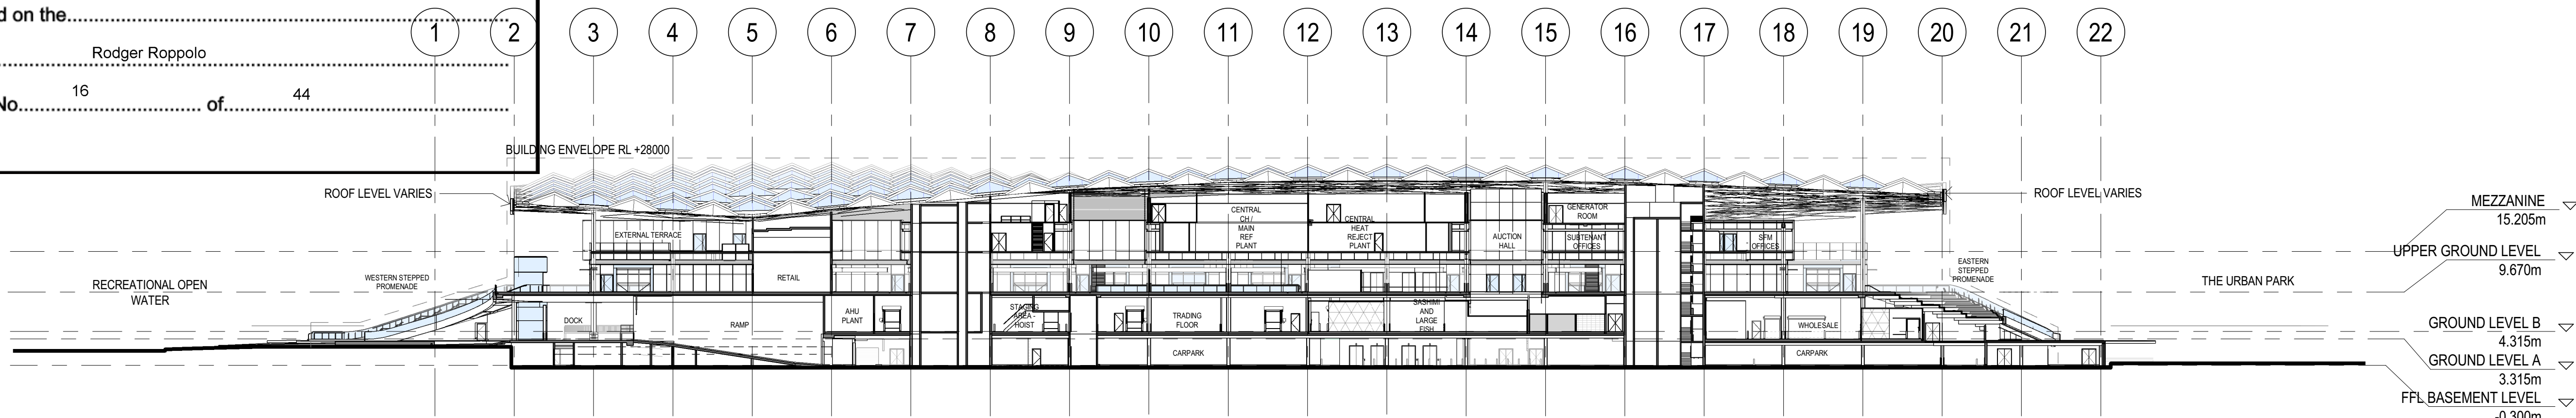 d on the
Rodger Roppolo
No 16 of 44
1 2 3 4 5 6 7 8 9 10 11 12 13 14 15 16 17 18 19 20 21 22
BUILDING ENVELOPE RL +28000
ROOF LEVEL VARIES
ROOF LEVEL VARIES
MEZZANINE
15.205m
UPPER GROUND LEVEL
9.670m
GROUND LEVEL B
4.315m
GROUND LEVEL A
3.315m
FFL BASEMENT LEVEL
-0.300m
RECREATIONAL OPEN
WATER
WESTERN STEPPED
PROMENADE
EXTERNAL TERRACE
RETAIL
DOCK
RAMP
AHU
PLANT
STAGING
AREA -
HOIST
CENTRAL
CH /
MAIN
REF
PLANT
CENTRAL
HEAT
REJECT
PLANT
AUCTION
HALL
GENERATOR
ROOM
SUBTENANT
OFFICES
SFM
OFFICES
TRADING
FLOOR
SASHIMI
AND
LARGE
FISH
CARPARK
WHOLESALE
CARPARK
EASTERN
STEPPED
PROMENADE
THE URBAN PARK